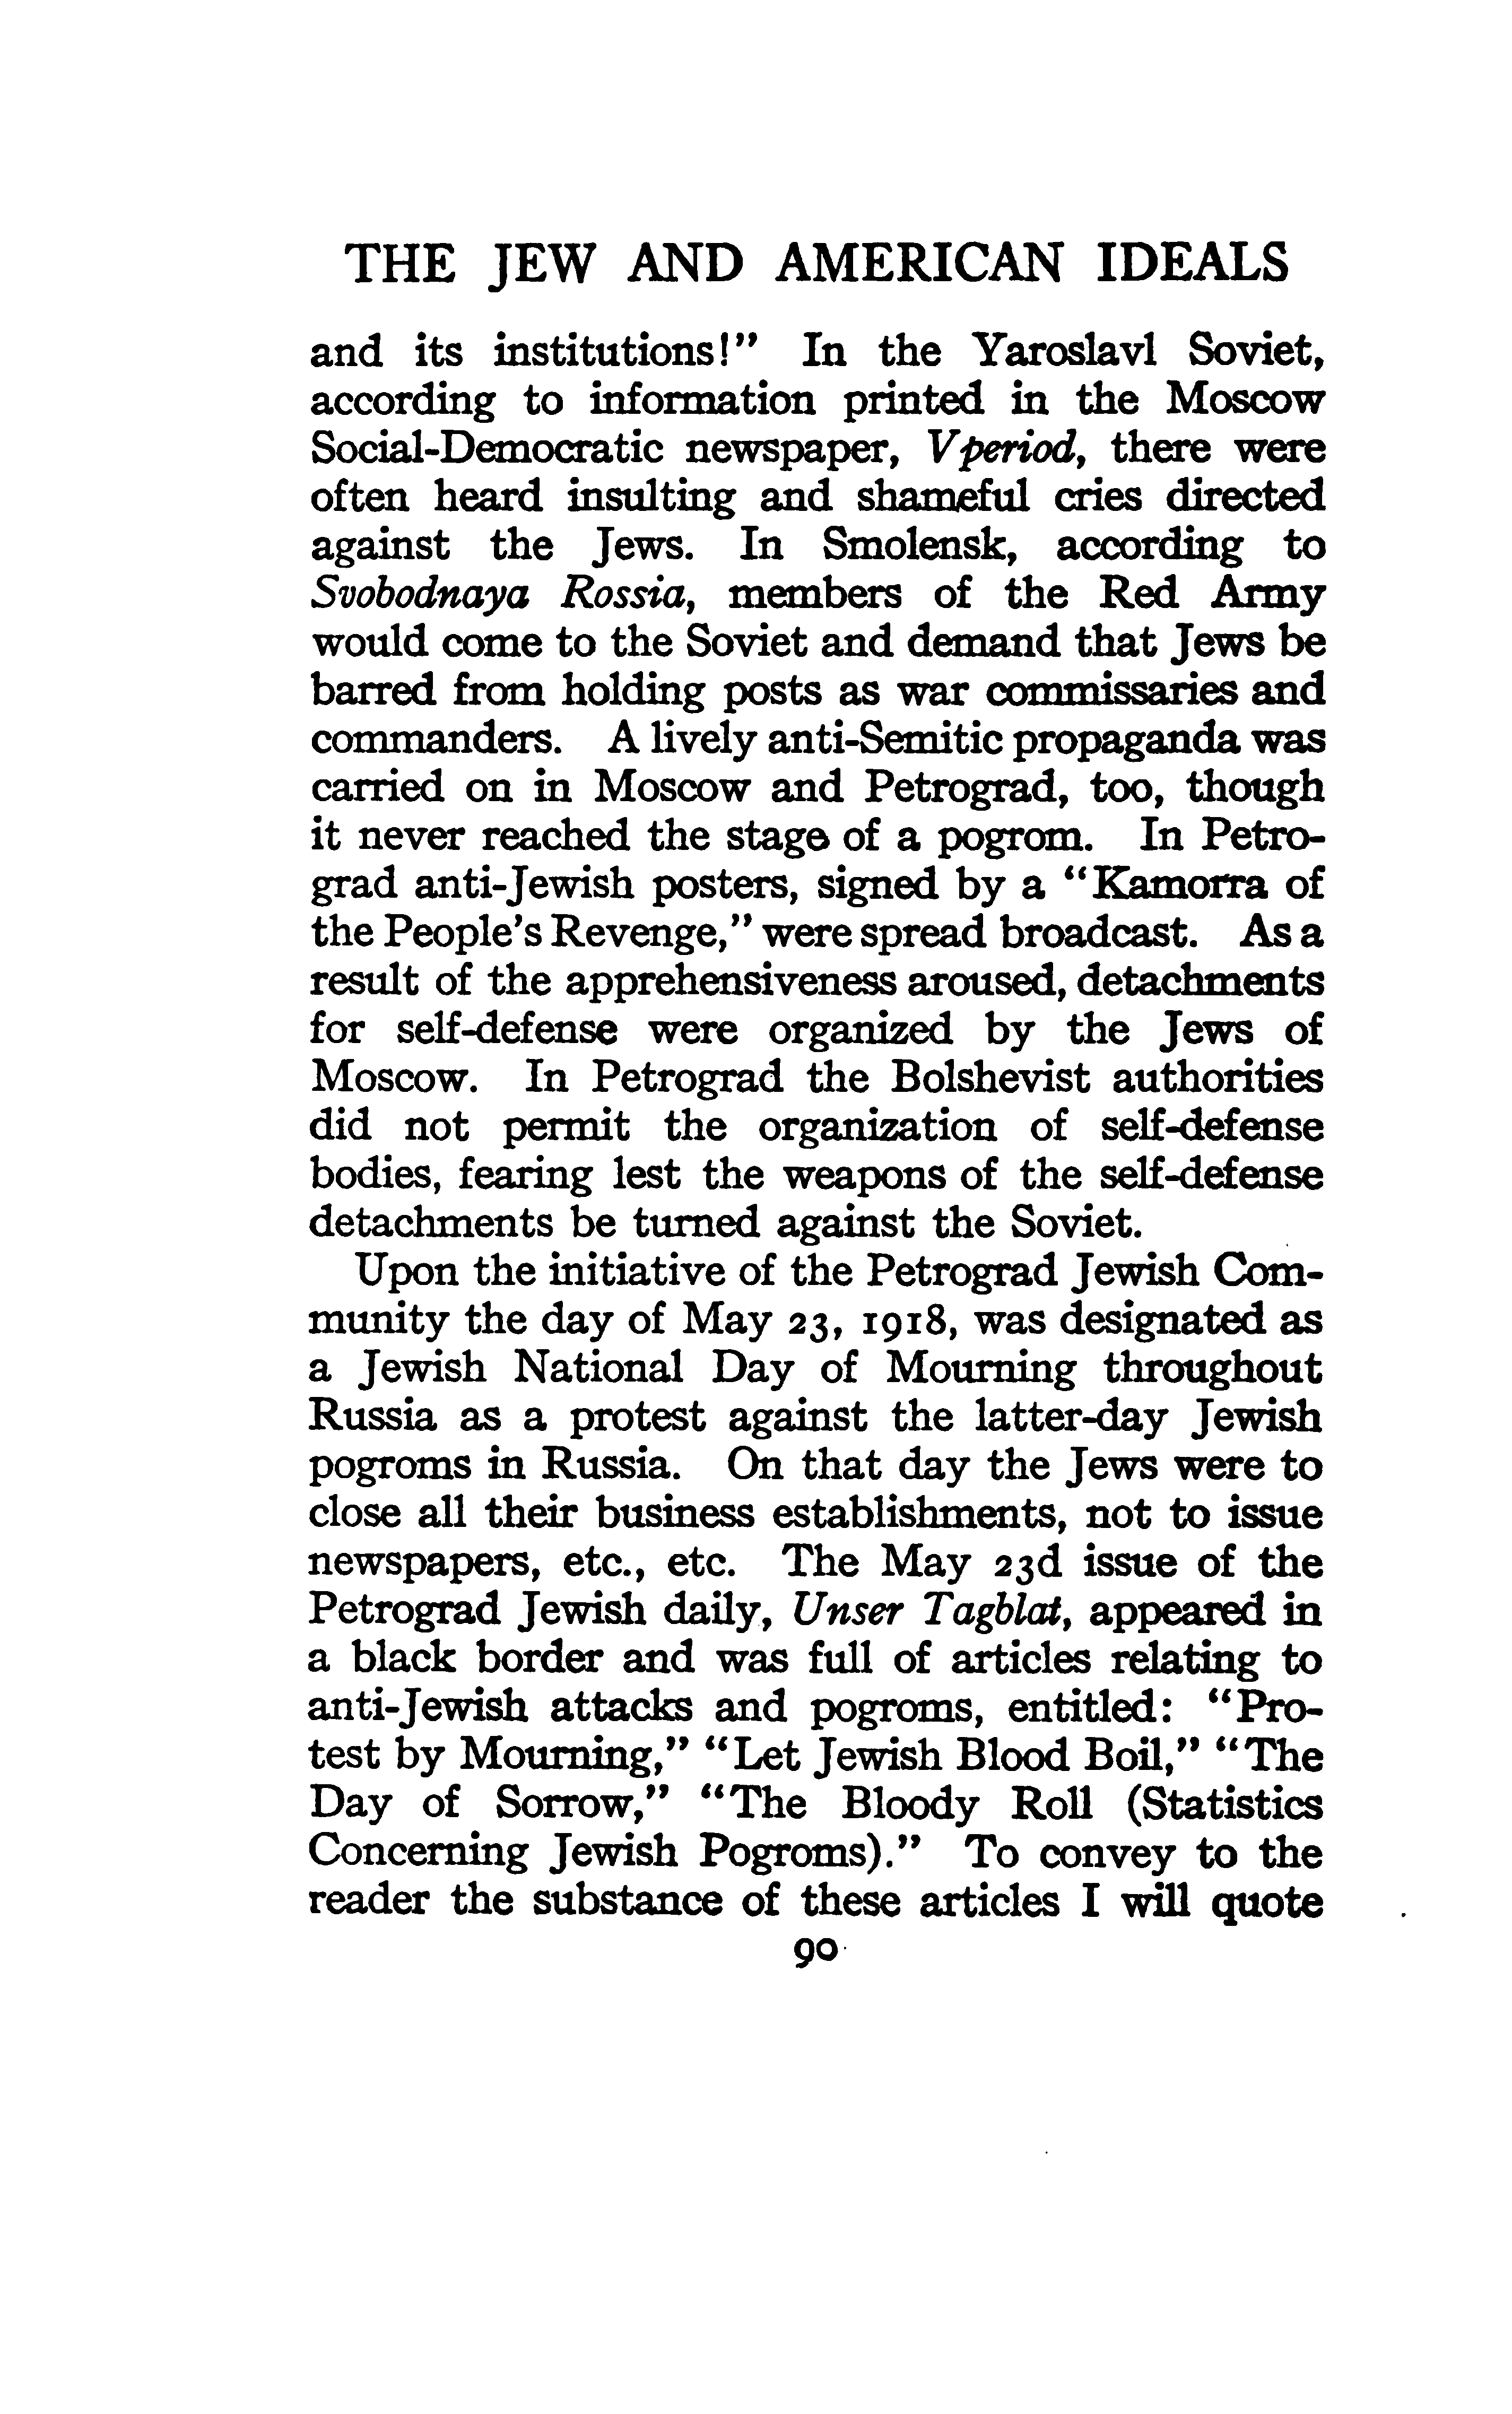 THE JEW AND AMERICAN IDEALS
and its institutions!" In the Yaroslavl Soviet,
according to information printed in the Moscow
Social-Democratic newspaper, Vperiod, there were
often heard insulting and shameful cries directed
against the Jews. In Smolensk, according to
Svobodnaya Rossia, members of the Red Army
would come to the Soviet and demand that Jews be
barred from holding posts as war commissaries and
commanders. A lively anti-Semitic propaganda was
carried on in Moscow and Petrograd, too, though
it never reached the stage of a pogrom. In Petro-
grad anti-Jewish posters, signed by a "Kamorra of
the People's Revenge," were spread broadcast. As a
result of the apprehensiveness aroused, detachments
for self-defense were organized by the Jews of
Moscow. In Petrograd the Bolshevist authorities
did not permit the organization of self-defense
bodies, fearing lest the weapons of the self-defense
detachments be turned against the Soviet.
Upon the initiative of the Petrograd Jewish Com-
munity the day of May 23, 1918, was designated as
a Jewish National Day of Mourning throughout
Russia as a protest against the latter-day Jewish
pogroms in Russia. On that day the Jews were to
close all their business establishments, not to issue
newspapers, etc., etc. The May 23d issue of the
Petrograd Jewish daily, Unser Tagblat, appeared in
a black border and was full of articles relating to
anti-Jewish attacks and pogroms, entitled: "Pro-
test by Mourning," "Let Jewish Blood Boil," "The
Day of Sorrow," "The Bloody Roll (Statistics
Concerning Jewish Pogroms)." To convey to the
reader the substance of these articles I will quote
90